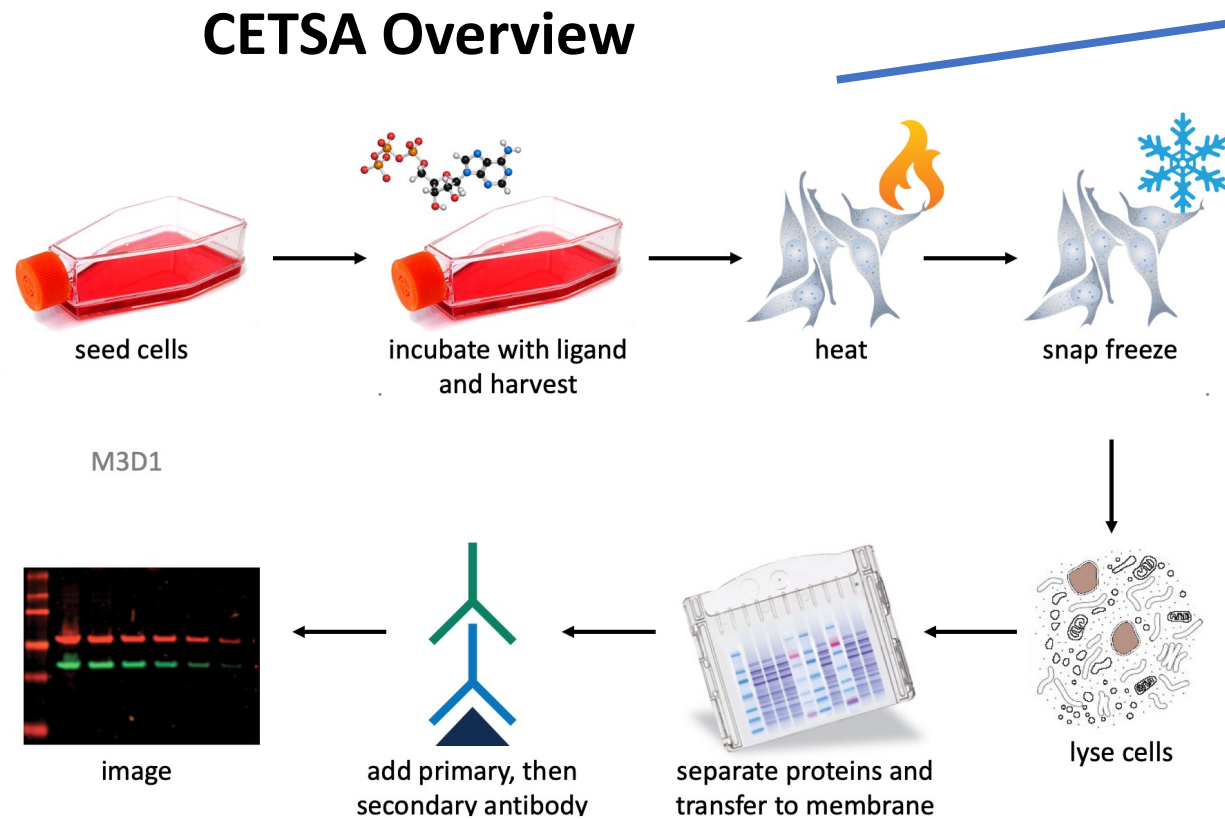 CETSA Overview
seed cells
incubate with ligand
and harvest
heat
snap freeze
M3D1
image
add primary, then
secondary antibody
separate proteins and
transfer to membrane
lyse cells